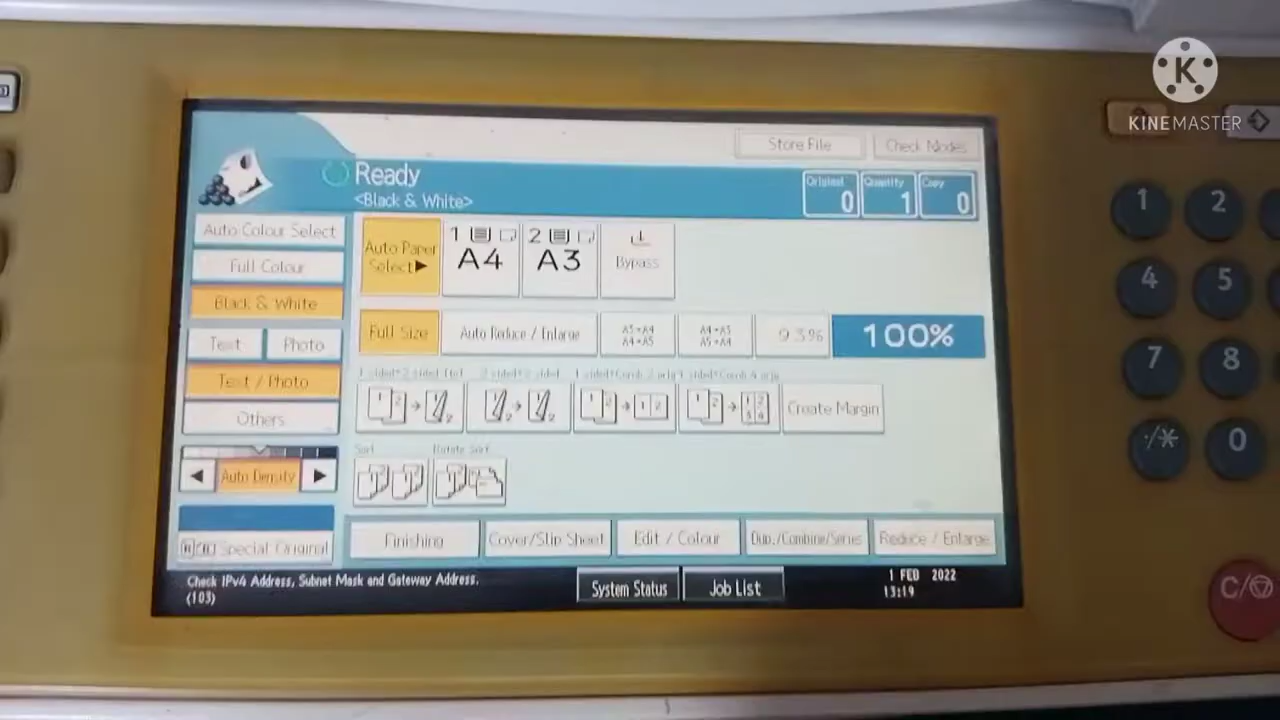 K
KINEMASTER
Store File
Check Modes
Ready
<Black & White>
Original
0
Quantity
1
Copy
0
Auto Colour Select
Full Colour
Black & White
Text
Photo
Text / Photo
Others
Auto Density
Special Original
Auto Paper
Select▶
1
A4
2
A3
Bypass
Full Size
Auto Reduce / Enlarge
93%
100%
Create Margin
Sort
Rotate Sort
Finishing
Cover/Slip Sheet
Edit / Colour
Dup./Combine/Series
Reduce / Enlarge
Check IPv4 Address, Subnet Mask and Gateway Address.
(103)
System Status
Job List
1 FEB 2022
13:19
1
2
4
5
7
8
./*
0
C/